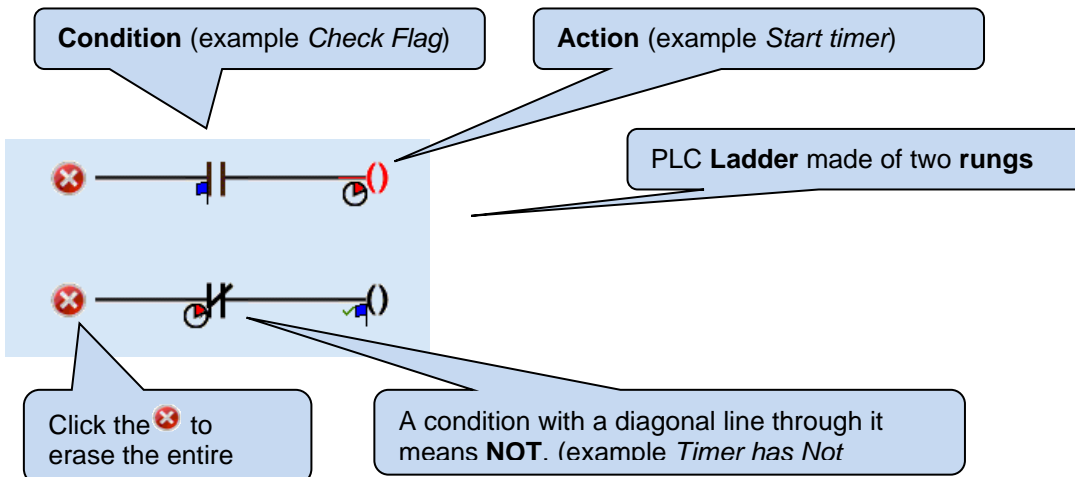 Condition (example Check Flag)
Action (example Start timer)
PLC Ladder made of two rungs
Click the to
erase the entire
A condition with a diagonal line through it
means NOT. (example Timer has Not